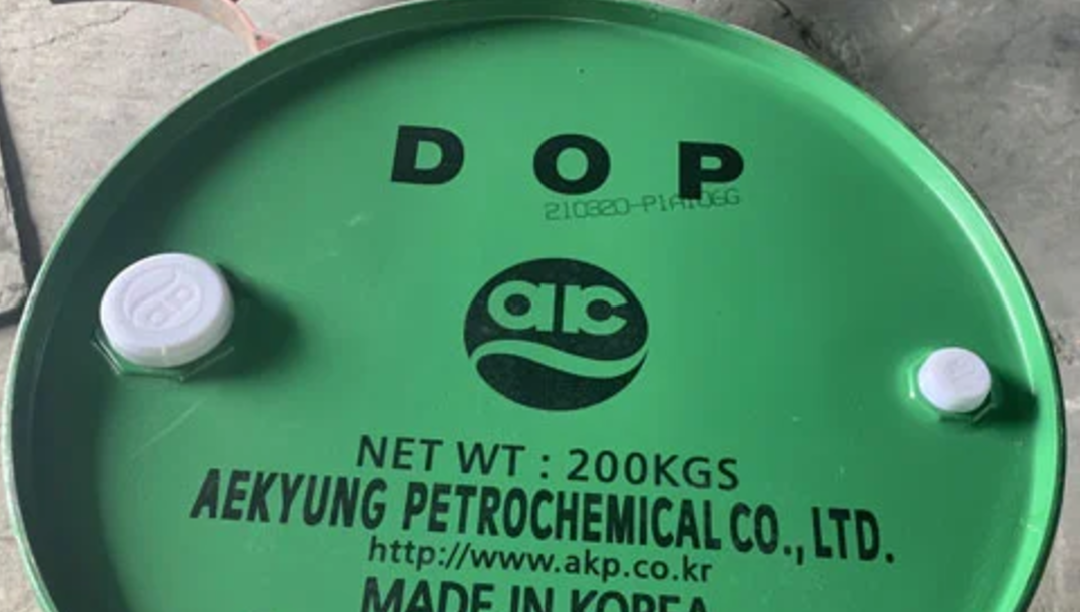 DOP
210320-P1A106G
aic
NET WT : 200KGS
AEKYUNG PETROCHEMICAL CO., LTD.
http://www.akp.co.kr
MADE IN KOREA